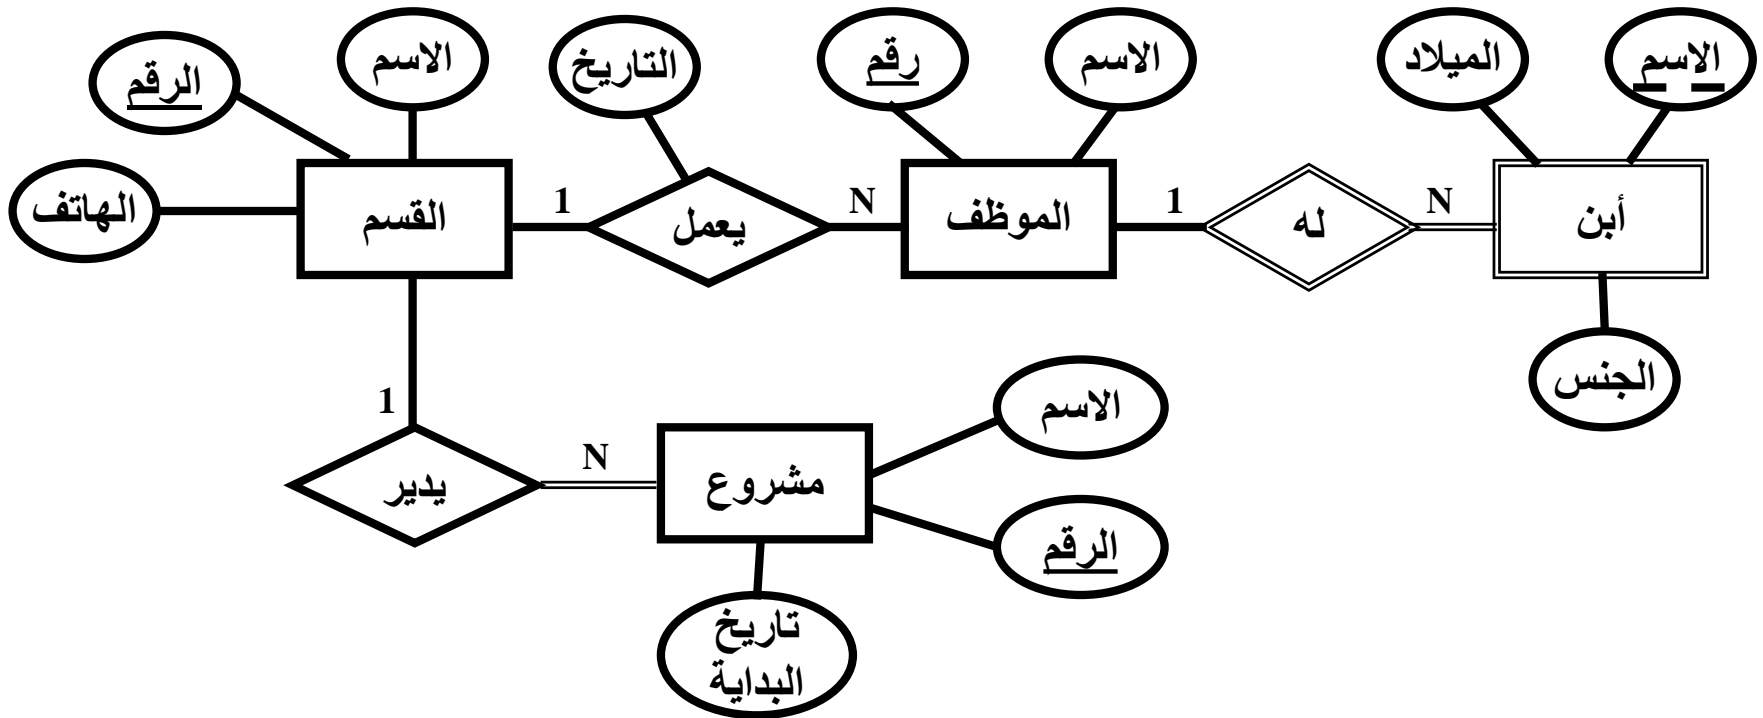 الاسم
الميلاد
الاسم
رقم
التاريخ
الاسم
الرقم
أبن
N
له
1
الموظف
N
يعمل
1
القسم
الهاتف
الجنس
1
الاسم
N
مشروع
يدير
الرقم
تاريخ
البداية